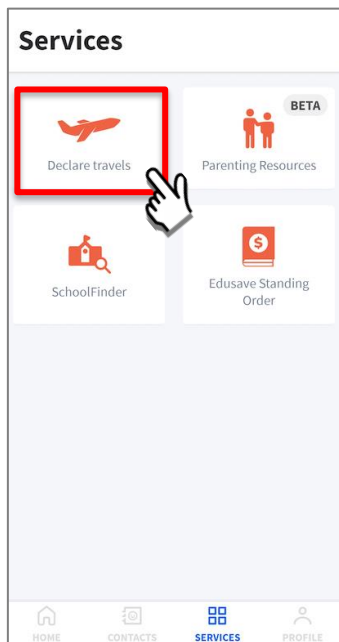 Services
Declare travels
BETA
Parenting Resources
SchoolFinder
$
Edusave Standing
Order
HOME
CONTACTS
SERVICES
PROFILE